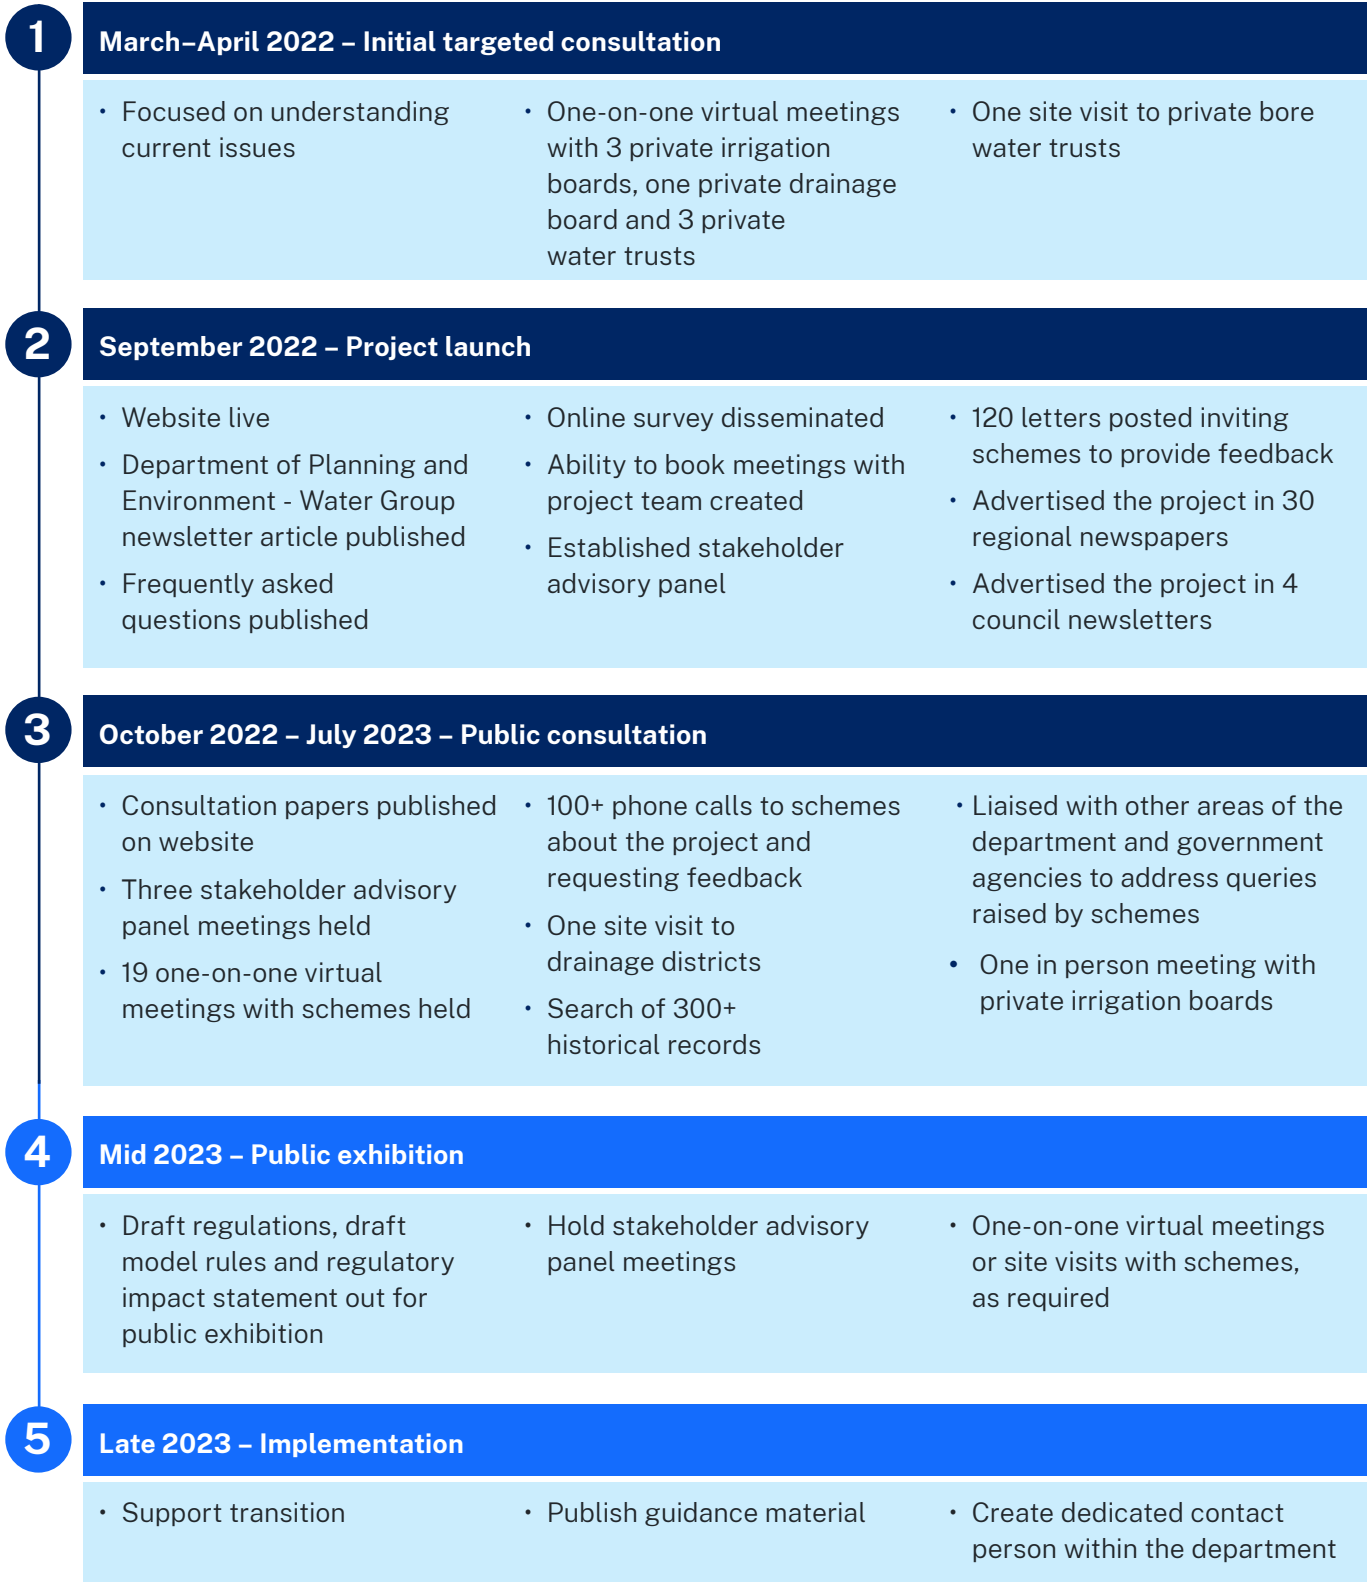 1
March–April 2022 – Initial targeted consultation
• Focused on understanding
current issues
• One-on-one virtual meetings
with 3 private irrigation
boards, one private drainage
board and 3 private
water trusts
• One site visit to private bore
water trusts
2
September 2022 – Project launch
• Website live
• Department of Planning and
Environment - Water Group
newsletter article published
• Frequently asked
questions published
• Online survey disseminated
• Ability to book meetings with
project team created
• Established stakeholder
advisory panel
• 120 letters posted inviting
schemes to provide feedback
• Advertised the project in 30
regional newspapers
• Advertised the project in 4
council newsletters
3
October 2022 – July 2023 – Public consultation
• Consultation papers published
on website
• Three stakeholder advisory
panel meetings held
• 19 one-on-one virtual
meetings with schemes held
• 100+ phone calls to schemes
about the project and
requesting feedback
• One site visit to
drainage districts
• Search of 300+
historical records
• Liaised with other areas of the
department and government
agencies to address queries
raised by schemes
• One in person meeting with
private irrigation boards
4
Mid 2023 – Public exhibition
• Draft regulations, draft
model rules and regulatory
impact statement out for
public exhibition
• Hold stakeholder advisory
panel meetings
• One-on-one virtual meetings
or site visits with schemes,
as required
5
Late 2023 – Implementation
• Support transition
• Publish guidance material
• Create dedicated contact
person within the department